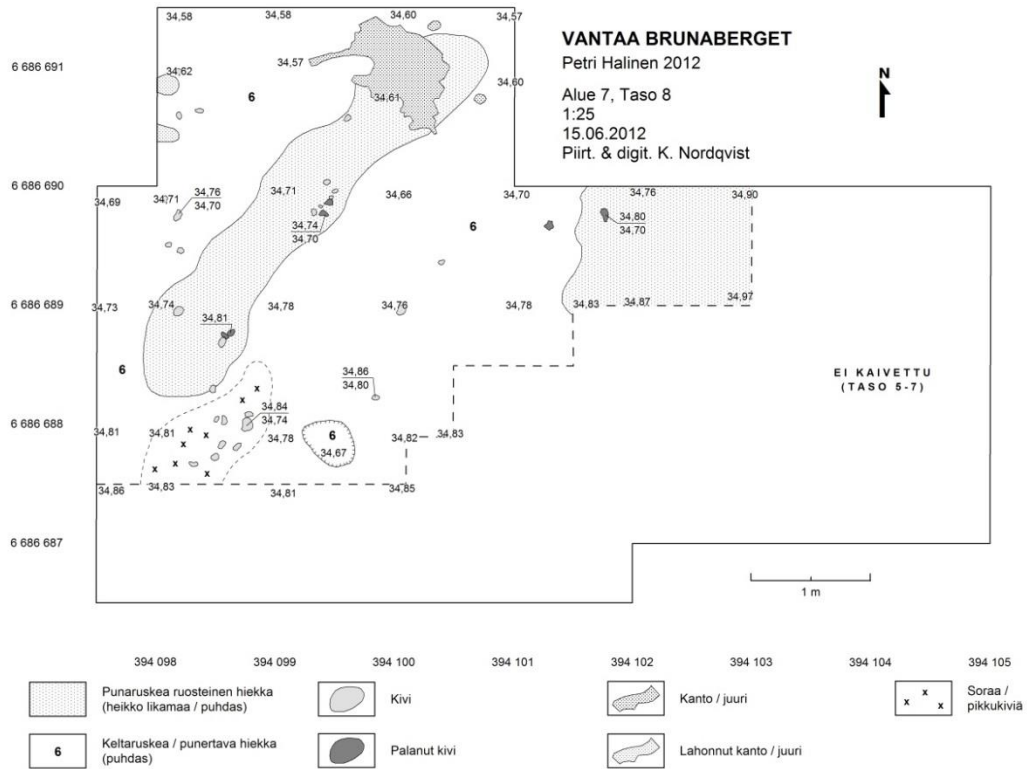 34,58
34,58
34,60
34,57
VANTAA BRUNABERGET
Petri Halinen 2012
Alue 7, Taso 8
1:25
15.06.2012
Piirt. & digit. K. Nordqvist
N
6 686 691
34,62
34,57
34,60
6
34,61
6 686 690
34,69
34,71
34,76
34,70
34,71
34,66
34,70
34,76
34,90
34,74
34,70
6
34,80
34,70
6 686 689
34,73
34,74
34,78
34,76
34,78
34,83
34,87
34,97
34,81
6
34,86
34,80
EI KAIVETTU
(TASO 5-7)
6 686 688
34,81
34,81
x
x
34,84
34,74
34,78
6
34,67
34,82
34,83
x
x
x
x
x
x
34,86
34,83
34,81
34,85
6 686 687
1 m
394 098
394 099
394 100
394 101
394 102
394 103
394 104
394 105
Punaruskea ruosteinen hiekka
(heikko likamaa / puhdas)
Kivi
Kanto / juuri
x x x x
Soraa /
pikkukiviä
6
Keltaruskea / punertava hiekka
(puhdas)
Palanut kivi
Lahonnut kanto / juuri